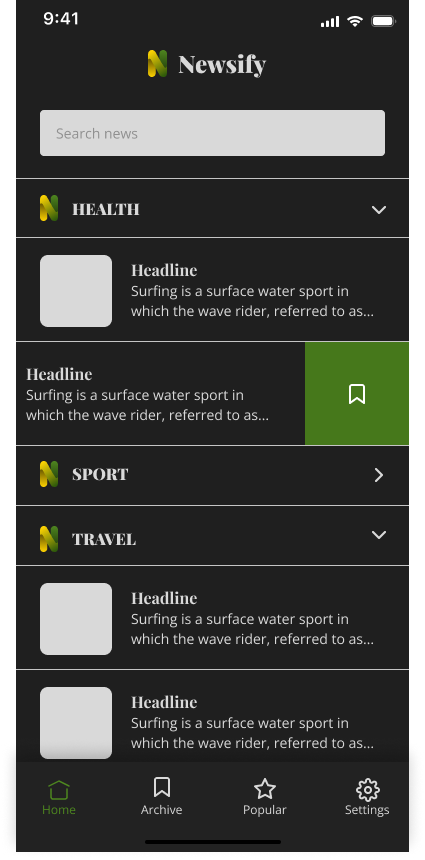 9:41
Newsify
Search news
HEALTH
Headline
Surfing is a surface water sport in
which the wave rider, referred to as...
Headline
Surfing is a surface water sport in
which the wave rider, referred to as...
SPORT
TRAVEL
Headline
Surfing is a surface water sport in
which the wave rider, referred to as...
Headline
Surfing is a surface water sport in
which the wave rider, referred to as...
Home Archive Popular Settings